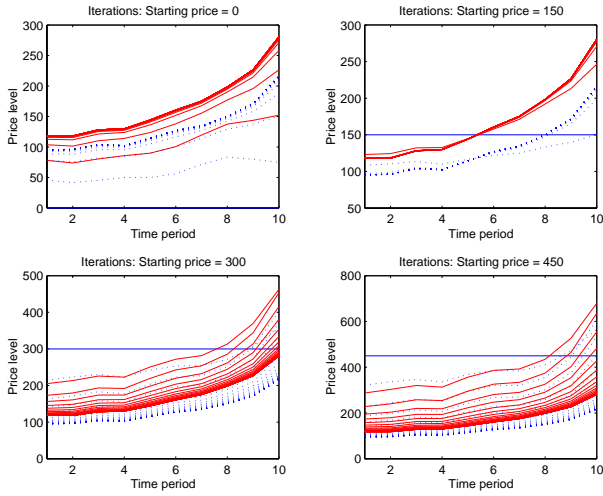 Iterations: Starting price = 0
Price level
300
250
200
150
100
50
0
2 4 6 8 10
Time period
Iterations: Starting price = 150
Price level
300
250
200
150
100
50
2 4 6 8 10
Time period
Iterations: Starting price = 300
Price level
500
400
300
200
100
0
2 4 6 8 10
Time period
Iterations: Starting price = 450
Price level
800
600
400
200
0
2 4 6 8 10
Time period